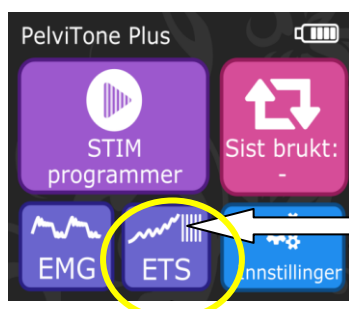 PelviTone Plus
STIM
programmer
Sist brukt:
-
EMG
ETS
nnstillinger